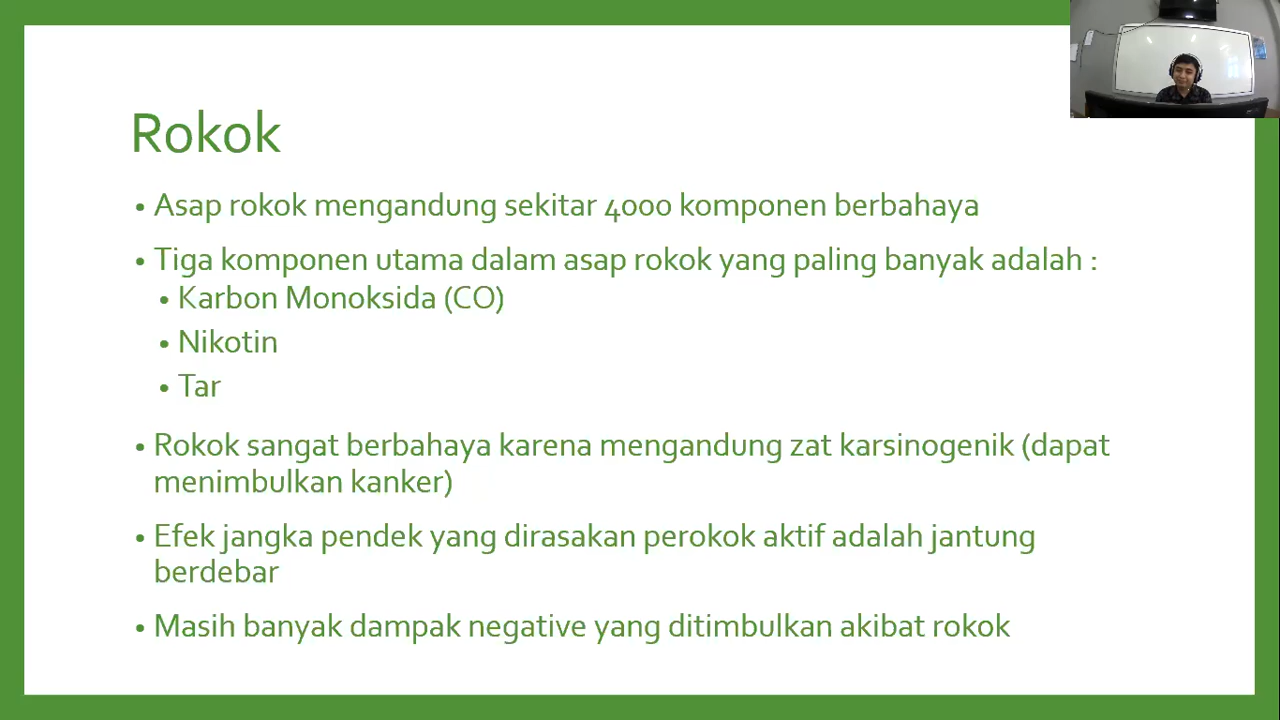 Rokok
• Asap rokok mengandung sekitar 4000 komponen berbahaya
• Tiga komponen utama dalam asap rokok yang paling banyak adalah :
• Karbon Monoksida (CO)
• Nikotin
• Tar
• Rokok sangat berbahaya karena mengandung zat karsinogenik (dapat
menimbulkan kanker)
• Efek jangka pendek yang dirasakan perokok aktif adalah jantung
berdebar
• Masih banyak dampak negative yang ditimbulkan akibat rokok